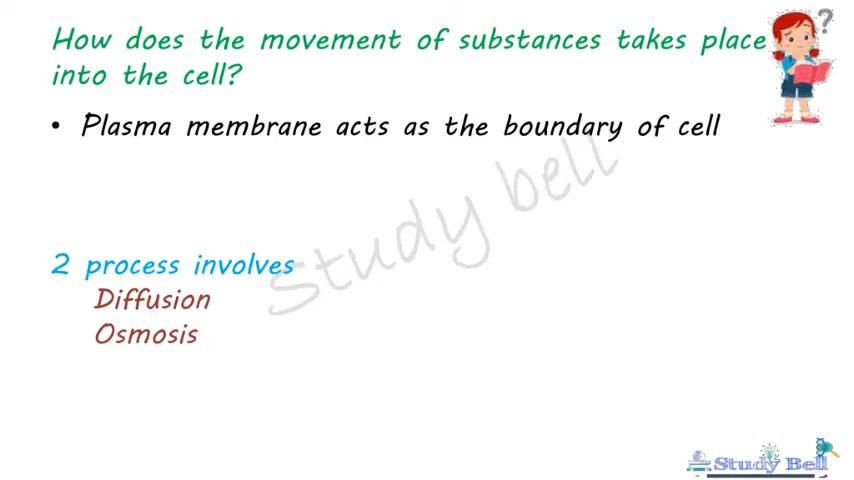 How does the movement of substances takes place
into the cell?
• Plasma membrane acts as the boundary of cell
Study bell
2 process involves
Diffusion
Osmosis
Study Bell